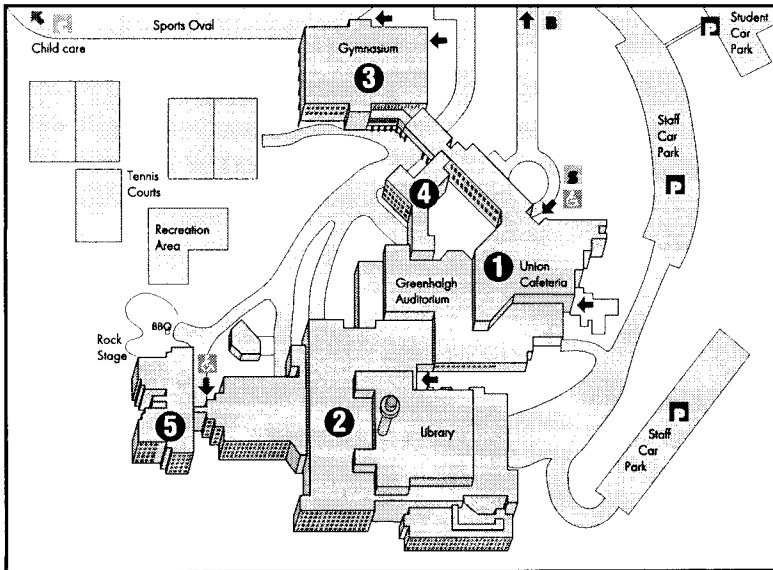 Sports Oval
Child care
Gymnasium
3
B
Student
Car
Park
P
Staff
Car
Park
P
Tennis
Courts
4
S
Recreation
Area
Greenhalgh
Auditorium
1
Union
Cafeteria
BBQ
Rock
Stage
5
2
Library
P
Staff
Car
Park